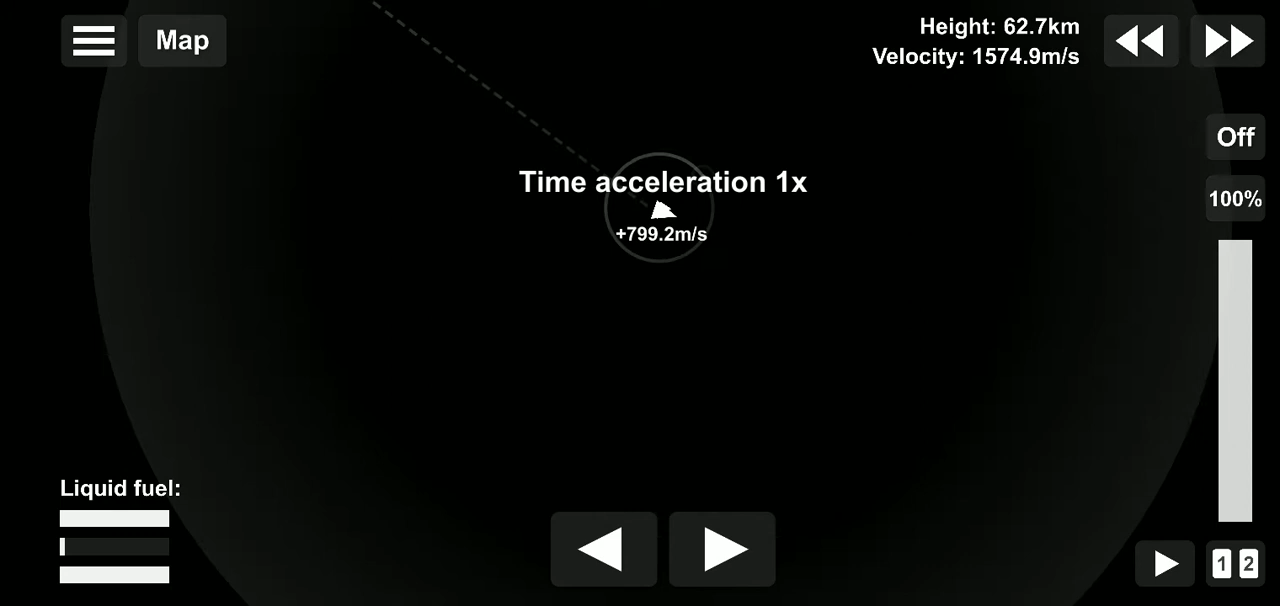 Map
Height: 62.7km
Velocity: 1574.9m/s
Off
Time acceleration 1x
100%
+799.2m/s
Liquid fuel:
1 2